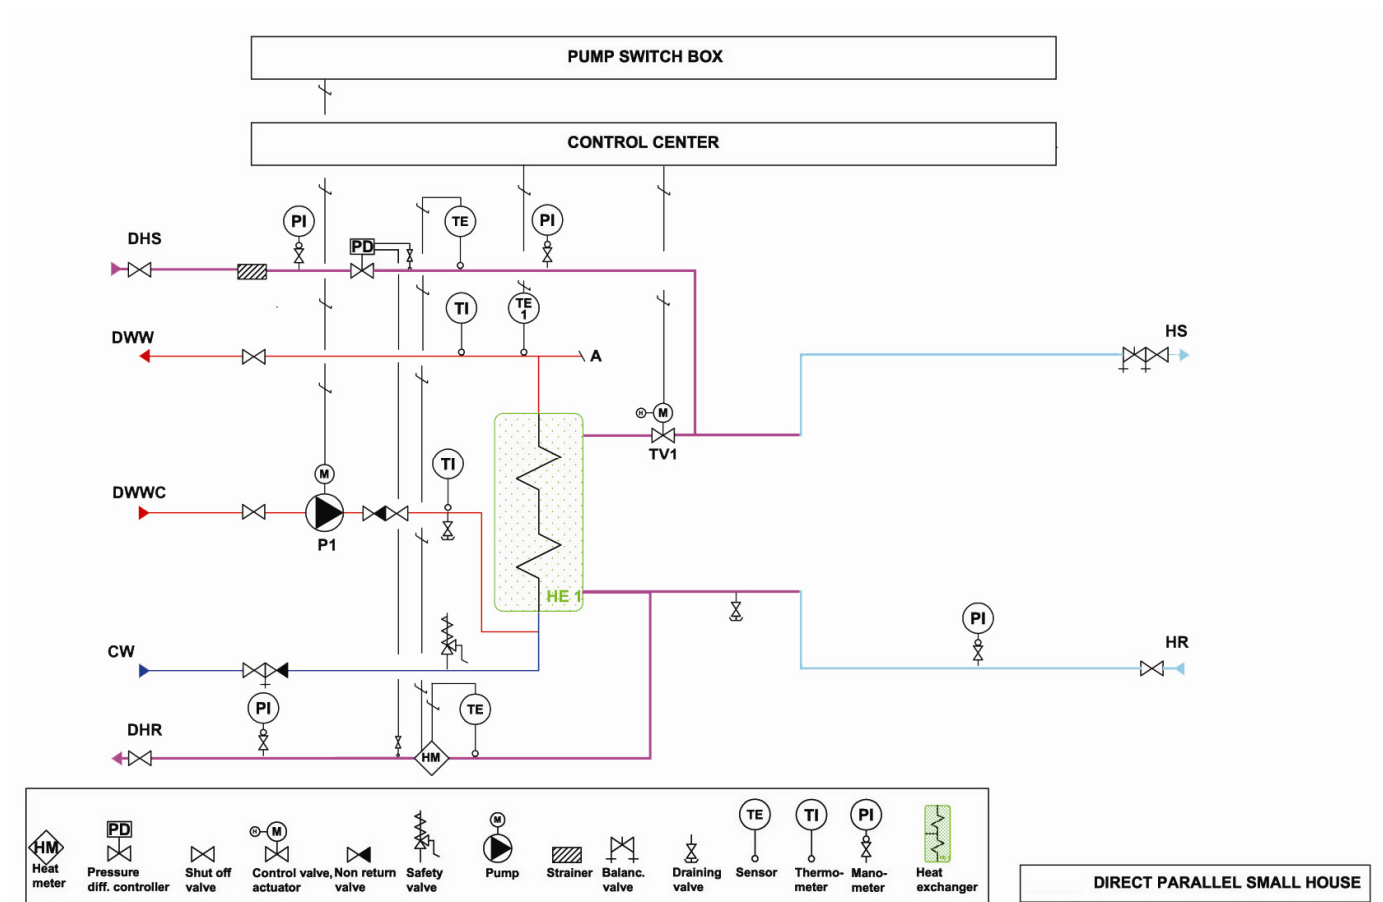 PUMP SWITCH BOX
CONTROL CENTER
PI
TE
PI
DHS
PD
TI
TE
1
DWW
A
HS
H
M
TV1
TI
M
DWWC
P1
HE 1
PI
CW
HR
PI
TE
DHR
HM
HM
Heat
meter
PD
Pressure
diff. controller
Shut off
valve
H
M
Control valve,
actuator
Non return
valve
Safety
valve
M
Pump
Strainer
Balanc.
valve
Draining
valve
TE
Sensor
TI
Thermo-
meter
PI
Mano-
meter
Heat
exchanger
DIRECT PARALLEL SMALL HOUSE